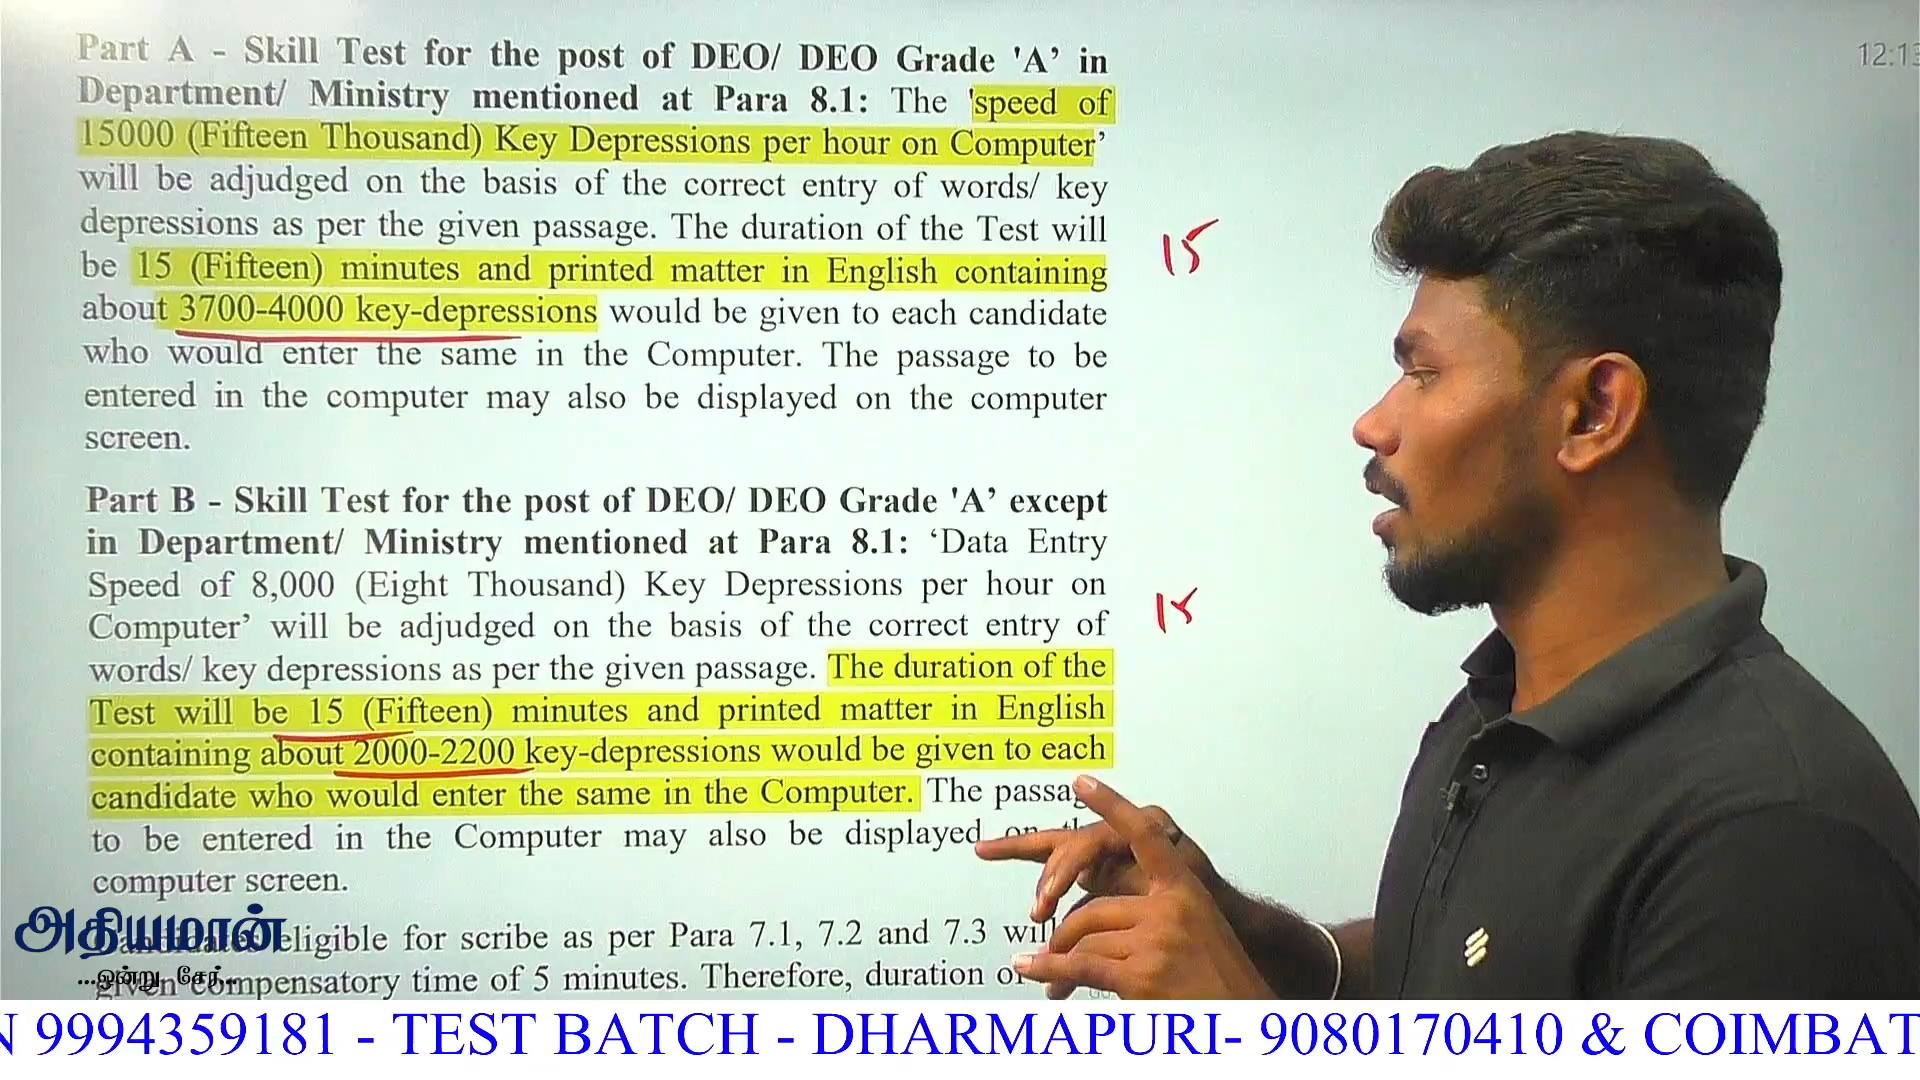 Part A - Skill Test for the post of DEO/ DEO Grade 'A’ in
12:13
Department/ Ministry mentioned at Para 8.1: The 'speed of
15000 (Fifteen Thousand) Key Depressions per hour on Computer’
will be adjudged on the basis of the correct entry of words/ key
depressions as per the given passage. The duration of the Test will
15
be 15 (Fifteen) minutes and printed matter in English containing
about 3700-4000 key-depressions would be given to each candidate
who would enter the same in the Computer. The passage to be
entered in the computer may also be displayed on the computer
screen.
Part B - Skill Test for the post of DEO/ DEO Grade 'A’ except
in Department/ Ministry mentioned at Para 8.1: ‘Data Entry
Speed of 8,000 (Eight Thousand) Key Depressions per hour on
15
Computer’ will be adjudged on the basis of the correct entry of
words/ key depressions as per the given passage. The duration of the
Test will be 15 (Fifteen) minutes and printed matter in English
containing about 2000-2200 key-depressions would be given to each
candidate who would enter the same in the Computer. The
to be entered in the Computer may also be displayed on
computer screen.
அதியமான்
eligible for scribe as per Para 7.1, 7.2 and 7.3
...ஒன்று சேர்...
given compensatory time of 5 minutes. Therefore, duration
N 9994359181 - TEST BATCH - DHARMAPURI- 9080170410 & COIMBAT